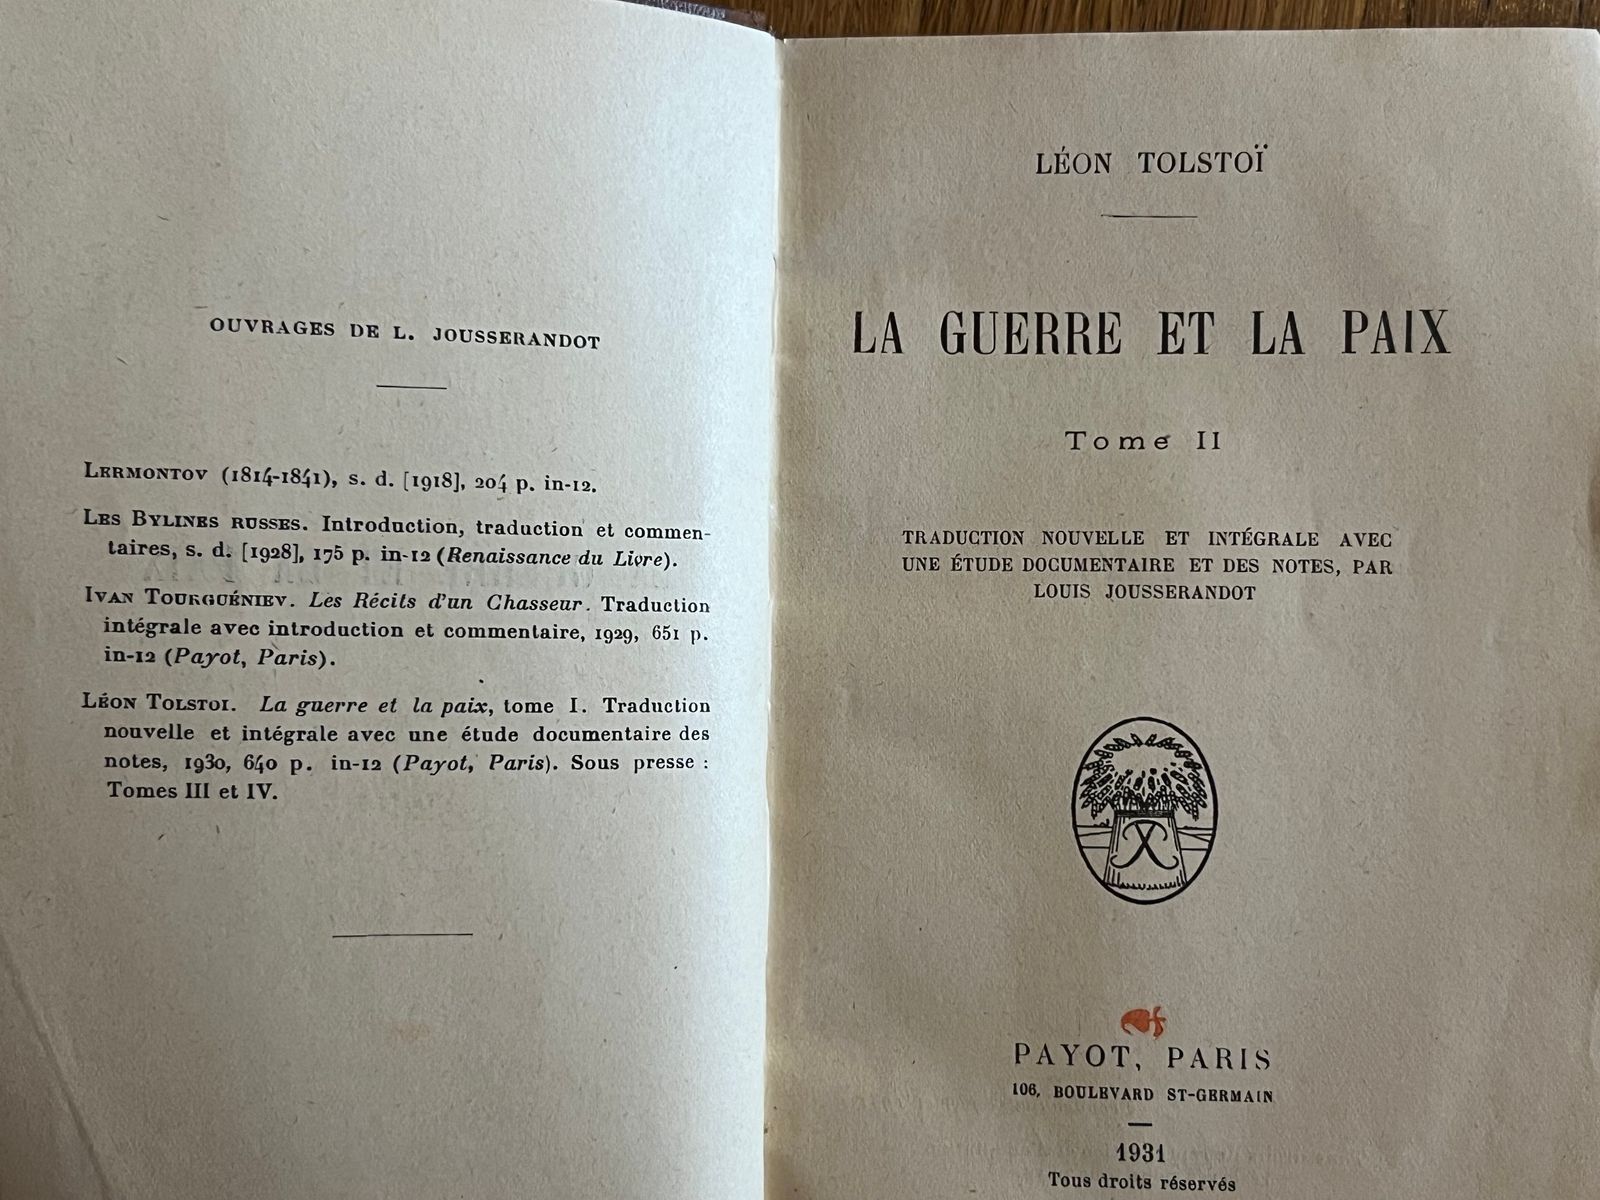 OUVRAGES DE L. JOUSSERANDOT
LERMONTOV (1814-1841), s. d. [1918], 204 p. in-12.
LES BYLINES RUSSES. Introduction, traduction et commen-
taires, s. d. [1928], 175 p. in-12 (Renaissance du Livre).
IVAN TOURGUÉNIEV. Les Récits d'un Chasseur. Traduction
intégrale avec introduction et commentaire, 1929, 651 p.
in-12 (Payot, Paris).
LÉON TOLSTOI. La guerre et la paix, tome I. Traduction
nouvelle et intégrale avec une étude documentaire des
notes, 1930, 640 p. in-12 (Payot, Paris). Sous presse :
Tomes III et IV.
LÉON TOLSTOÏ
LA GUERRE ET LA PAIX
Tome II
TRADUCTION NOUVELLE ET INTÉGRALE AVEC
UNE ÉTUDE DOCUMENTAIRE ET DES NOTES, PAR
LOUIS JOUSSERANDOT
PAYOT, PARIS
106, BOULEVARD ST-GERMAIN
1931
Tous droits réservés